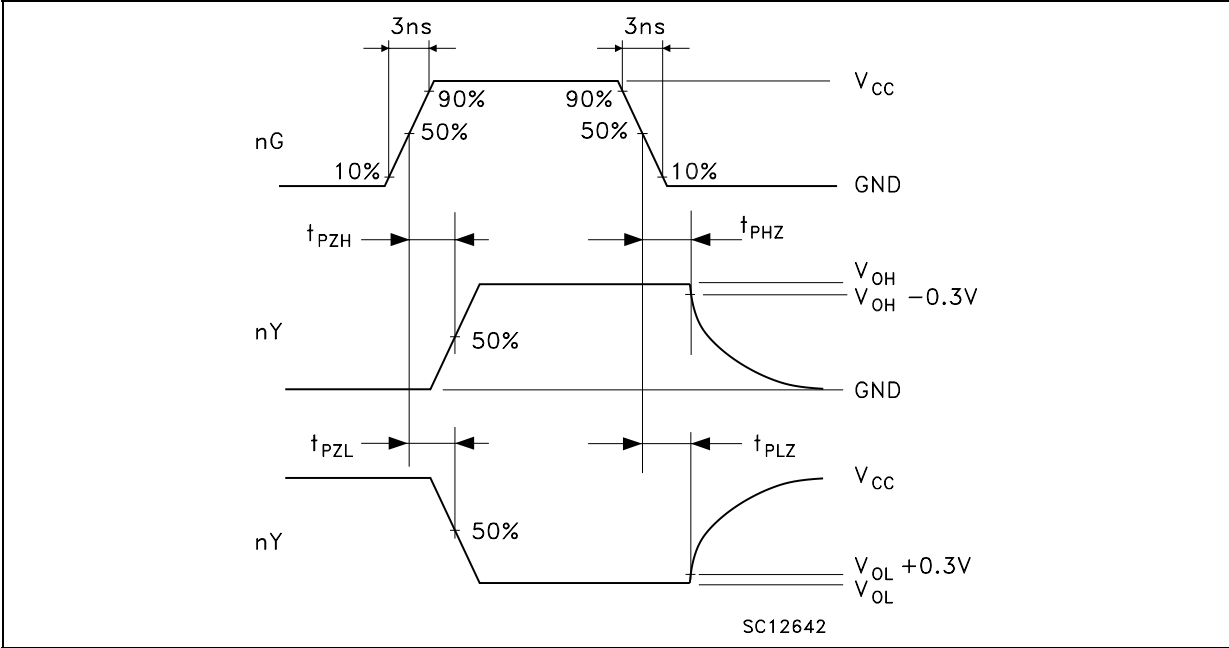 3ns 3ns
V_CC
90% 90%
50% 50%
nG
10% 10%
GND
t_PZH t_PHZ
V_OH
V_OH −0.3V
nY
50%
GND
t_PZL t_PLZ
V_CC
50%
nY
V_OL +0.3V
V_OL
SC12642